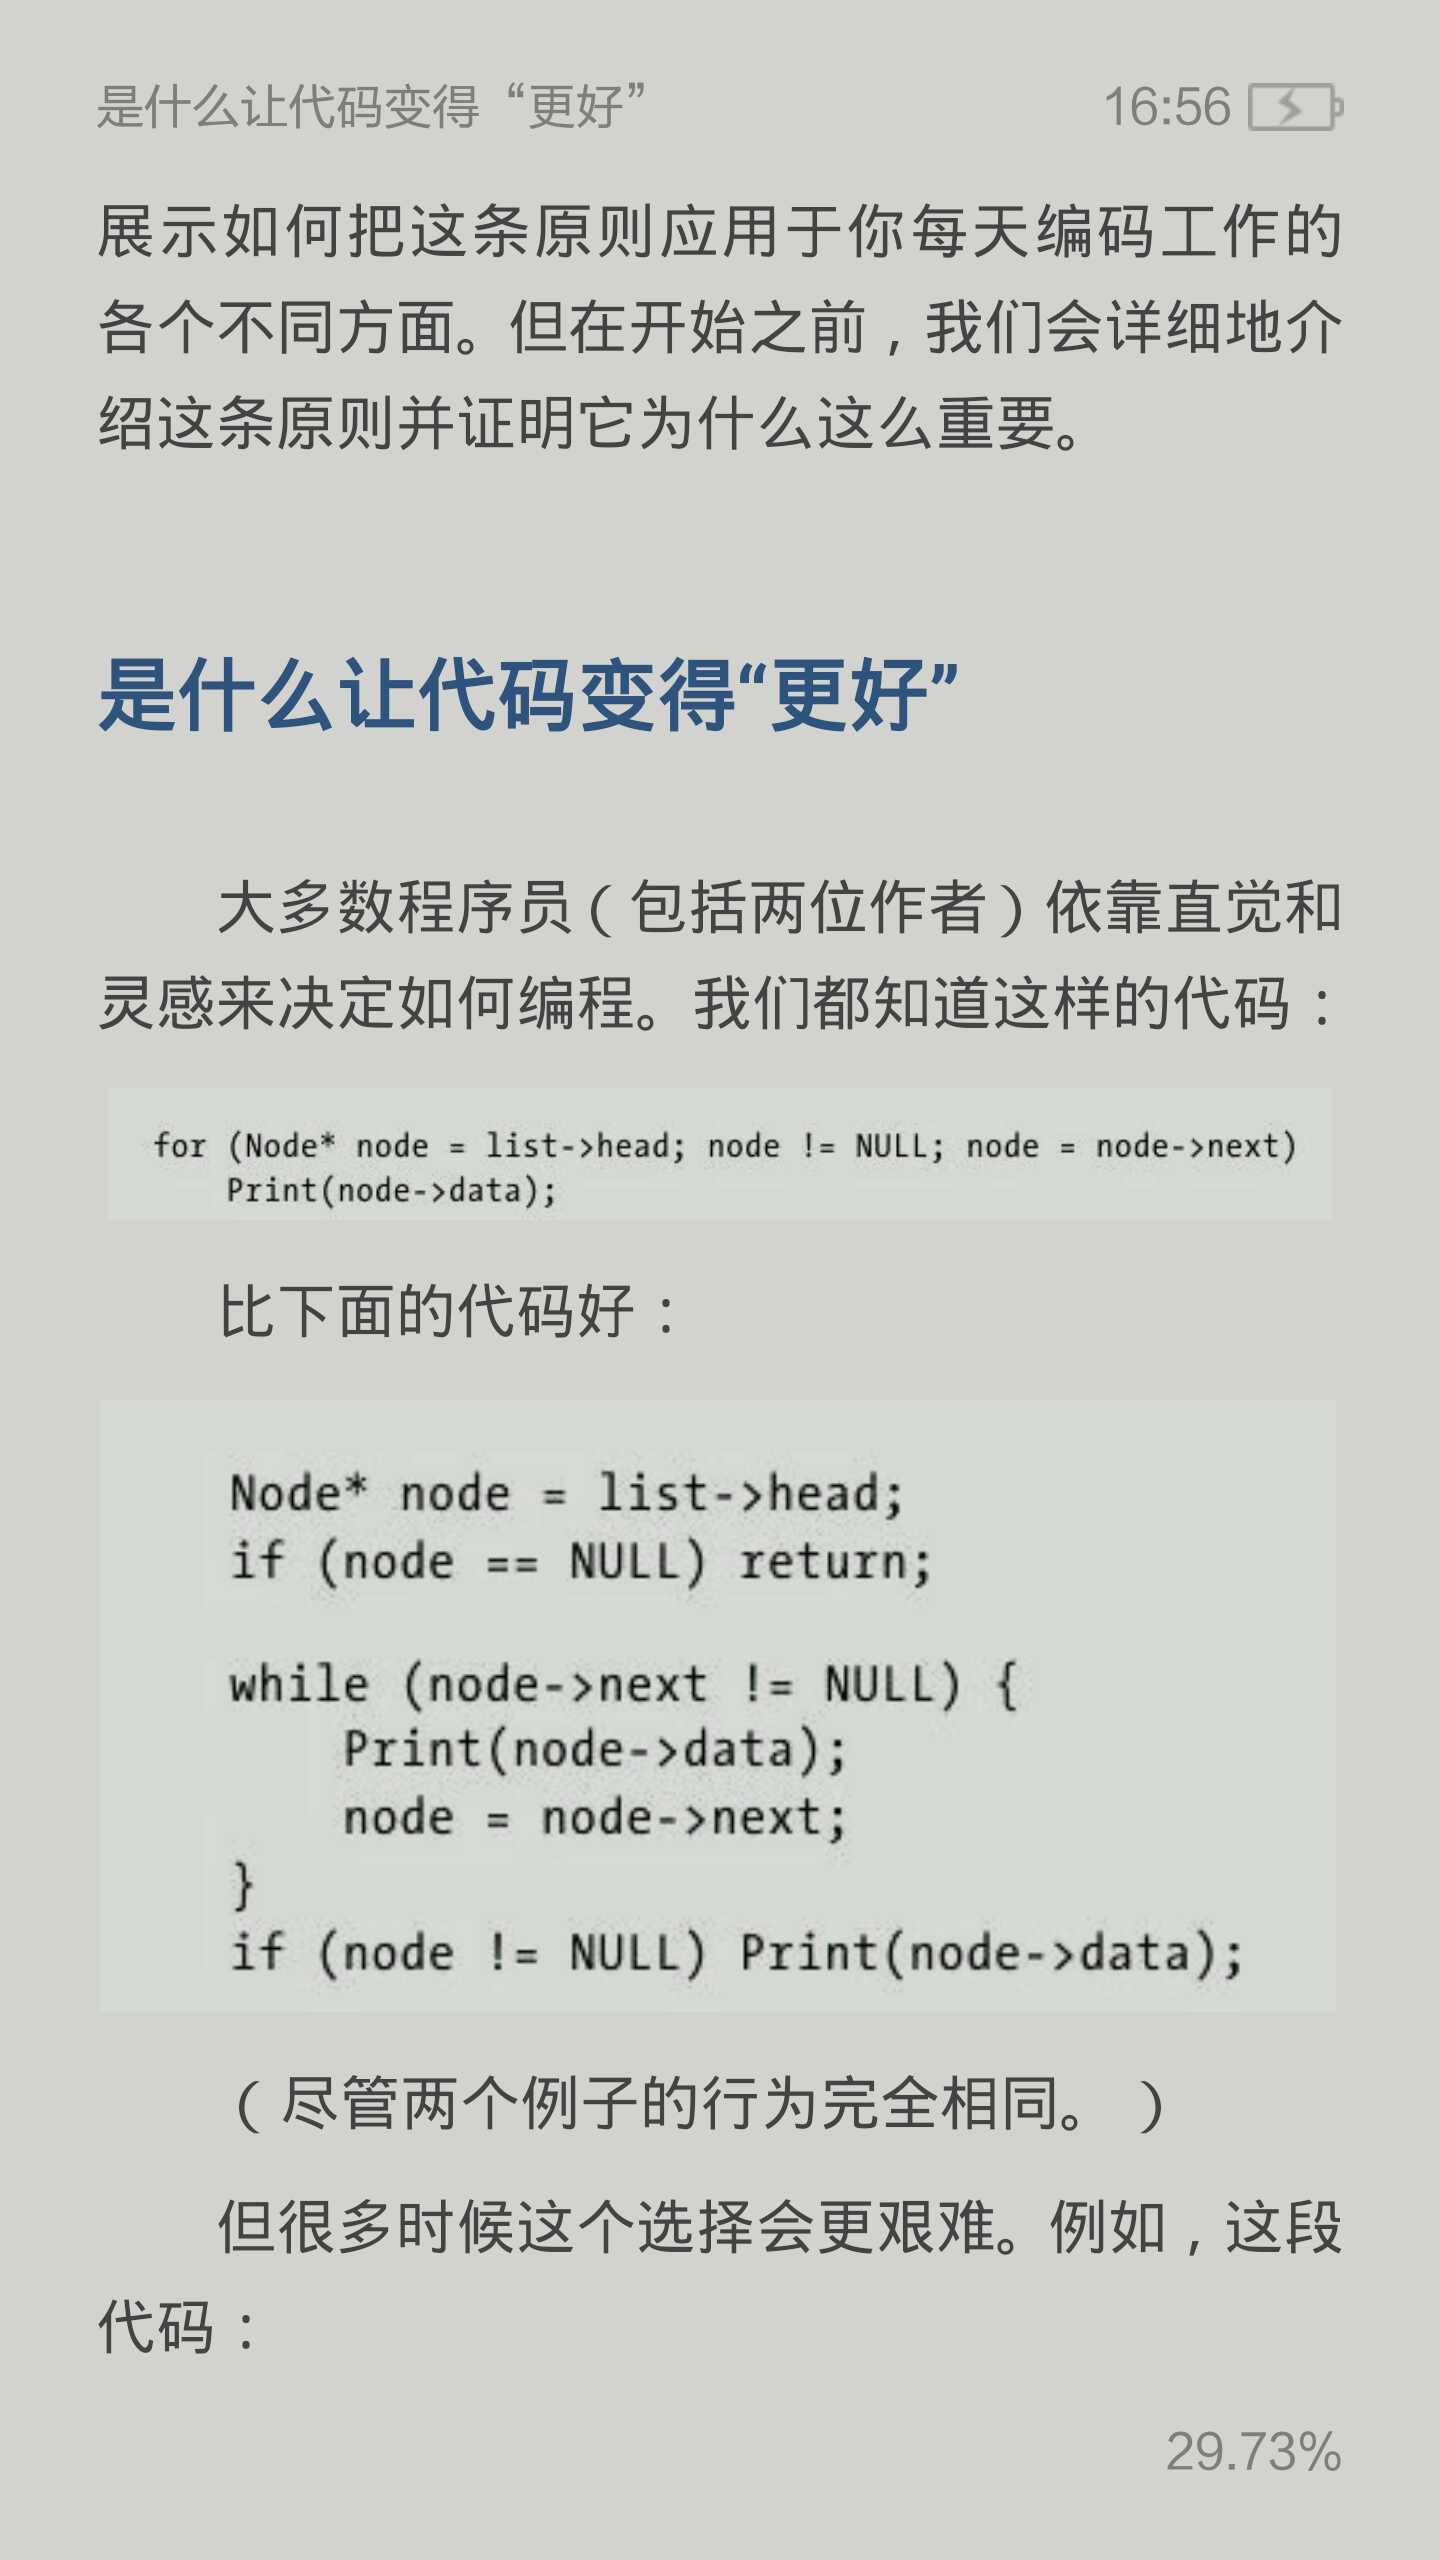 是什么让代码变得“更好”
16:56
展示如何把这条原则应用于你每天编码工作的
各个不同方面。但在开始之前，我们会详细地介
绍这条原则并证明它为什么这么重要。
是什么让代码变得“更好”
大多数程序员（包括两位作者）依靠直觉和
灵感来决定如何编程。我们都知道这样的代码：
for (Node* node = list->head; node != NULL; node = node->next)
    Print(node->data);
比下面的代码好：
Node* node = list->head;
if (node == NULL) return;
while (node->next != NULL) {
    Print(node->data);
    node = node->next;
}
if (node != NULL) Print(node->data);
（尽管两个例子的行为完全相同。）
但很多时候这个选择会更艰难。例如，这段
代码：
29.73%